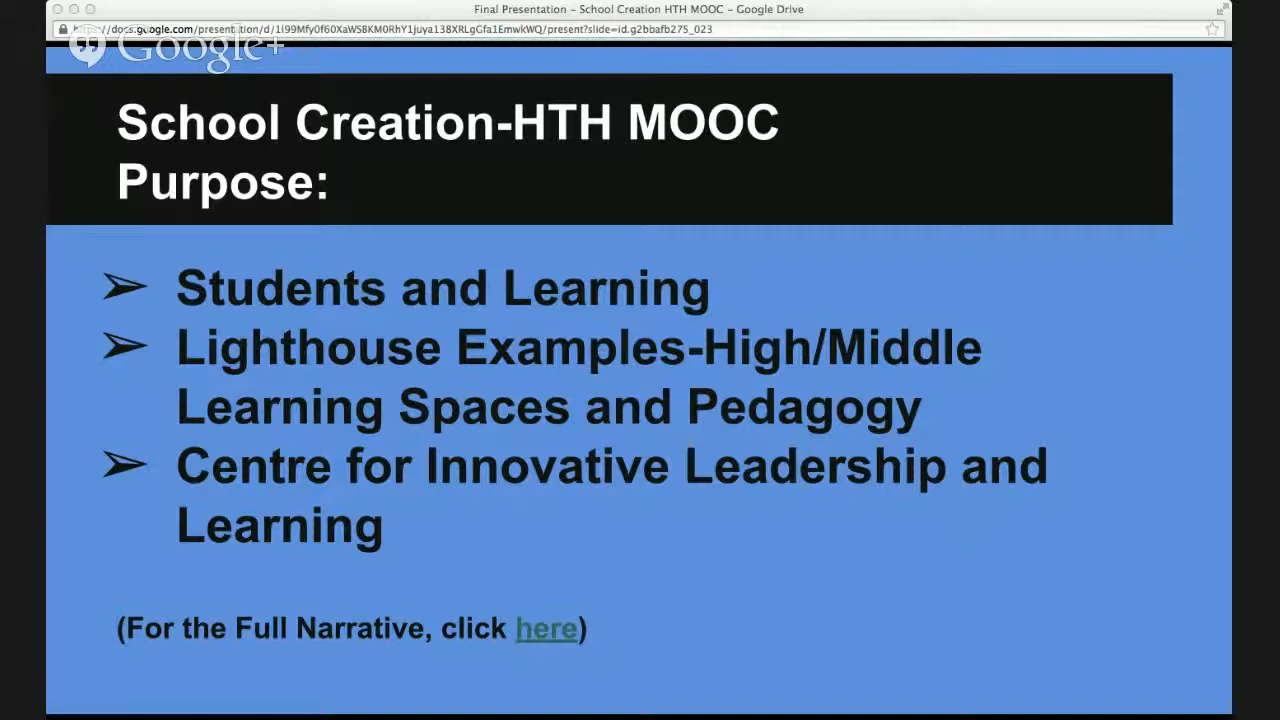 Final Presentation – School Creation HTH MOOC – Google Drive
https://docs.google.com/presentation/d/1l99Mfy0f60XaWSBKM0RhY1juya138XRLgGfa1EmwkWQ/present?slide=id.g2bbafb275_023
Google+
School Creation-HTH MOOC
Purpose:
➢ Students and Learning
➢ Lighthouse Examples-High/Middle
Learning Spaces and Pedagogy
➢ Centre for Innovative Leadership and
Learning
(For the Full Narrative, click here)